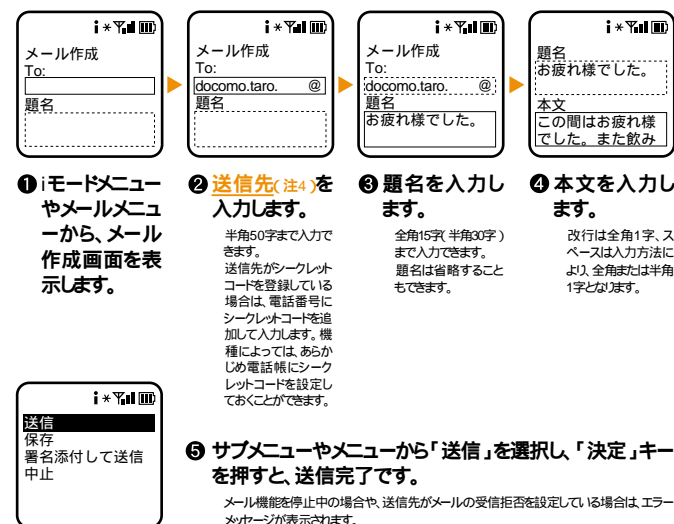 メール作成
To:
題名
メール作成
To:
docomo.taro. @
題名
メール作成
To:
docomo.taro. @
題名
お疲れ様でした。
題名
お疲れ様でした。
本文
この間はお疲れ様
でした。また飲み
❶iモードメニュー
やメールメニュ
ーから、メール
作成画面を表
示します。
❷送信先(注4)を
入力します。
半角50字まで入力で
きます。
送信先がシークレット
コードを登録している
場合は、電話番号に
シークレットコードを追
加して入力します。機
種によっては、あらか
じめ電話帳にシーク
レットコードを設定し
ておくことができます。
❸題名を入力し
ます。
全角15字(半角30字)
まで入力できます。
題名は省略すること
もできます。
❹本文を入力し
ます。
改行は全角1字、ス
ペースは入力方法に
より、全角または半角
1字となります。
送信
保存
署名添付して送信
中止
❺サブメニューやメニューから「送信」を選択し、「決定」キー
を押すと、送信完了です。
メール機能を停止中の場合や、送信先がメールの受信拒否を設定している場合は、エラー
メッセージが表示されます。